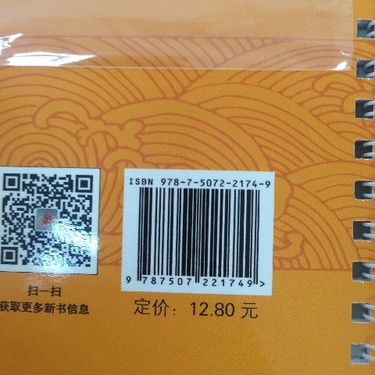 ISBN 978-7-5072-2174-9
9 787507 221749 >
扫一扫
获取更多新书信息
定价：12.80 元